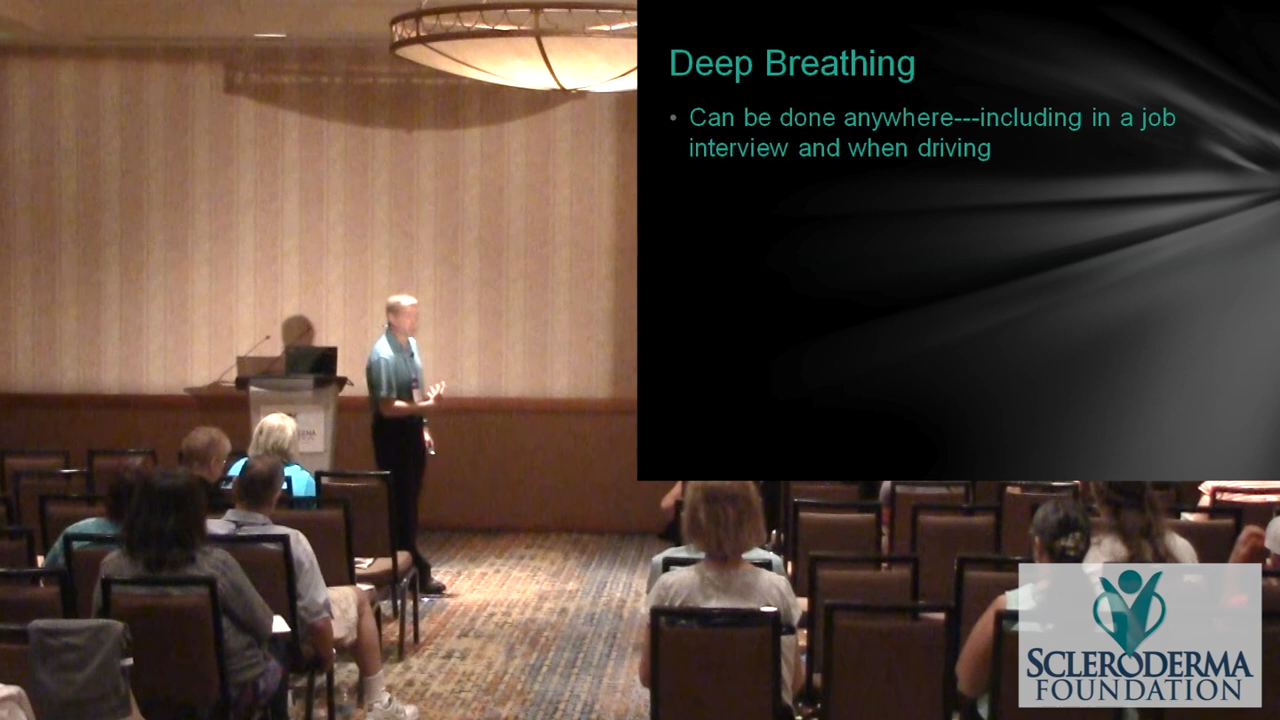 Deep Breathing
• Can be done anywhere---including in a job
interview and when driving
SCLERODERMA
FOUNDATION